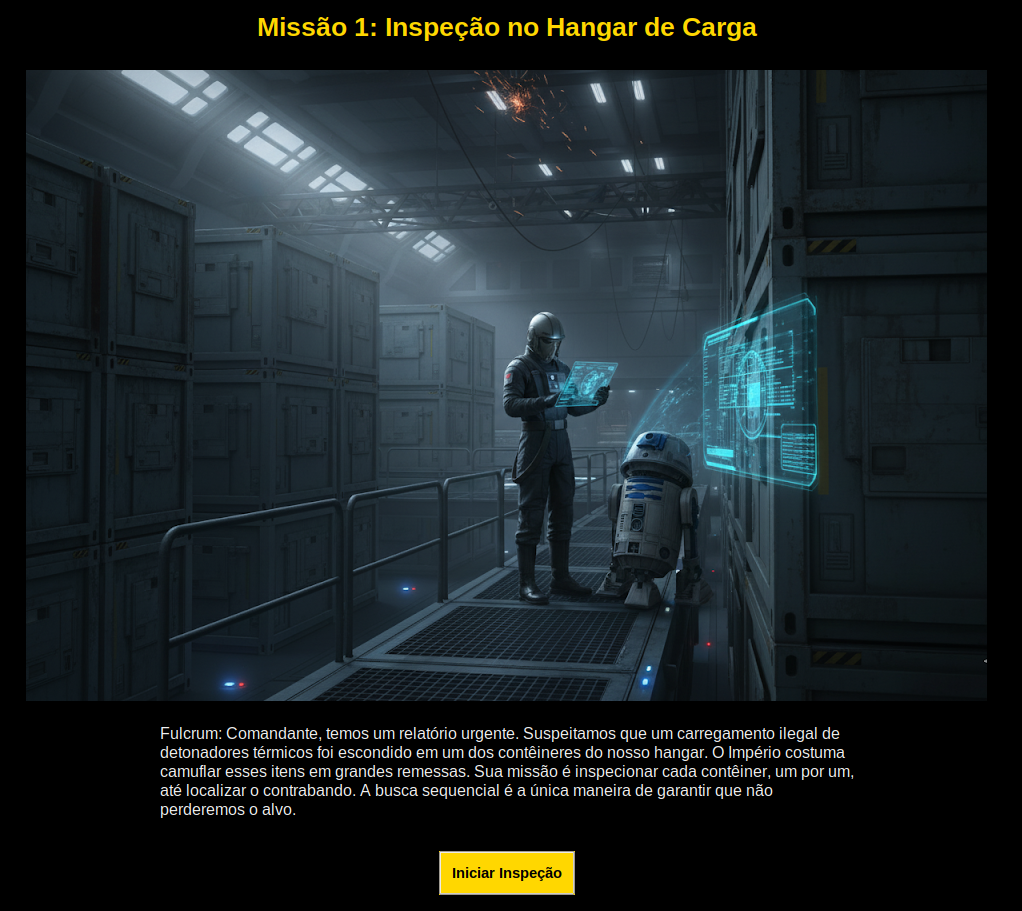 Missão 1: Inspeção no Hangar de Carga
Fulcrum: Comandante, temos um relatório urgente. Suspeitamos que um carregamento ilegal de
detonadores térmicos foi escondido em um dos contêineres do nosso hangar. O Império costuma
camuflar esses itens em grandes remessas. Sua missão é inspecionar cada contêiner, um por um,
até localizar o contrabando. A busca sequencial é a única maneira de garantir que não
perderemos o alvo.
Iniciar Inspeção